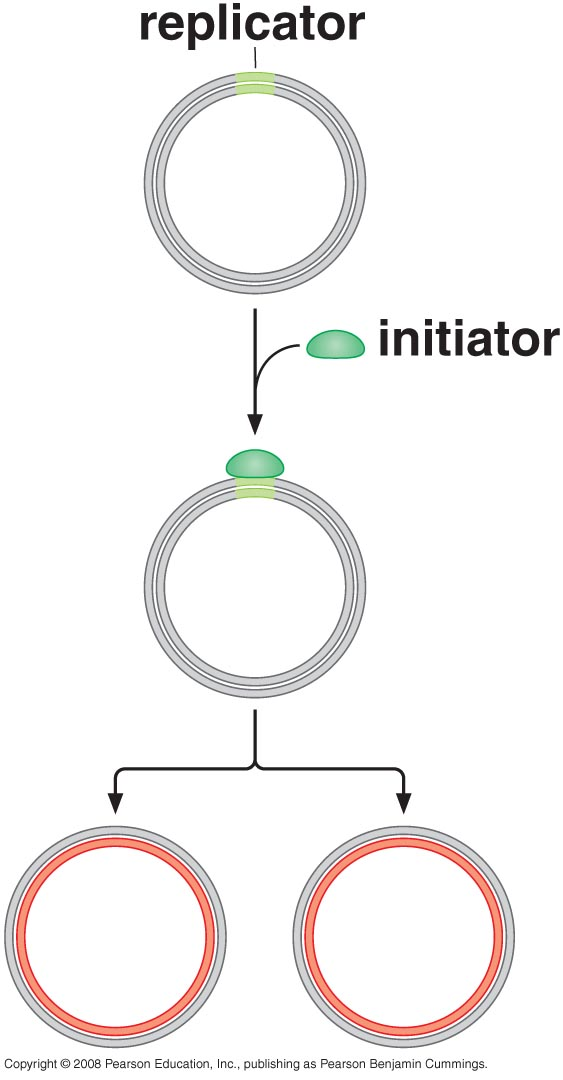 replicator
initiator
Copyright © 2008 Pearson Education, Inc., publishing as Pearson Benjamin Cummings.